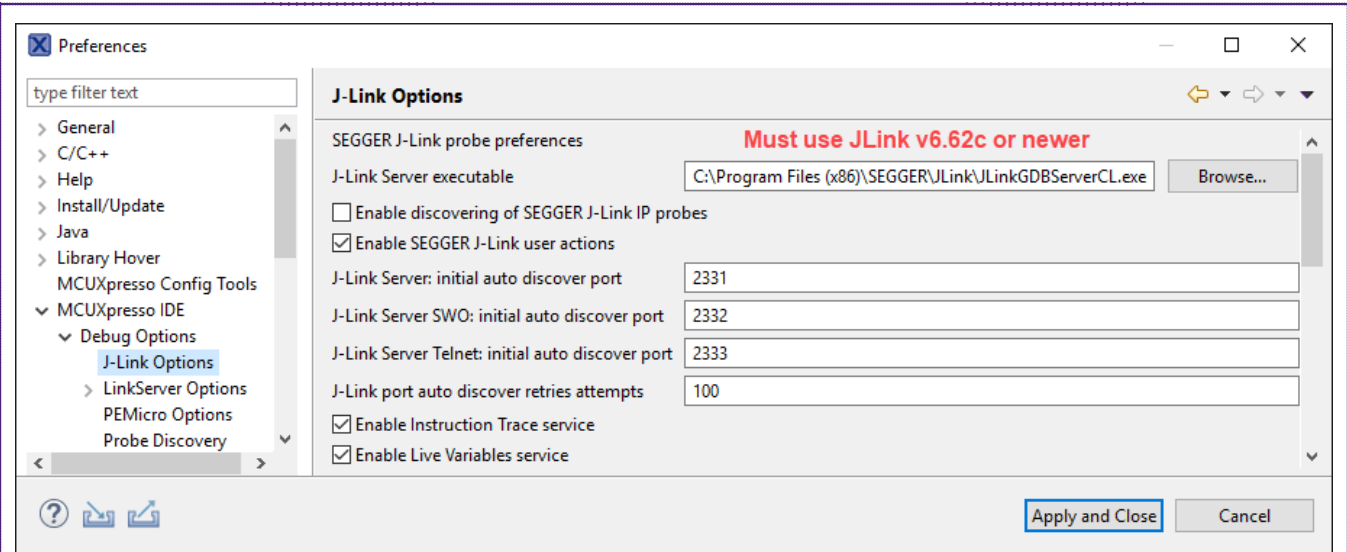 Preferences
type filter text
General
C/C++
Help
Install/Update
Java
Library Hover
MCUXpresso Config Tools
MCUXpresso IDE
Debug Options
J-Link Options
LinkServer Options
PEMicro Options
Probe Discovery
J-Link Options
SEGGER J-Link probe preferences
Must use JLink v6.62c or newer
J-Link Server executable
C:\Program Files (x86)\SEGGER\JLink\JLinkGDBServerCL.exe
Browse...
Enable discovering of SEGGER J-Link IP probes
Enable SEGGER J-Link user actions
J-Link Server: initial auto discover port
2331
J-Link Server SWO: initial auto discover port
2332
J-Link Server Telnet: initial auto discover port
2333
J-Link port auto discover retries attempts
100
Enable Instruction Trace service
Enable Live Variables service
Apply and Close
Cancel